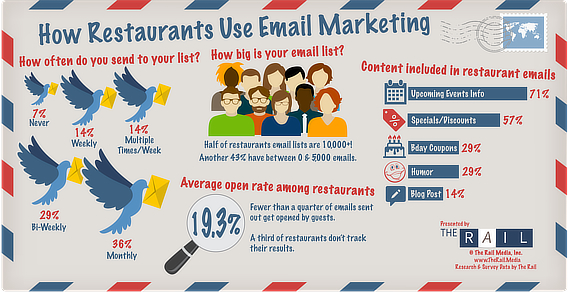 How Restaurants Use Email Marketing
How often do you send to your list?
7%
Never
14%
Weekly
14%
Multiple
Times/Week
29%
Bi-Weekly
36%
Monthly
How big is your email list?
Half of restaurants email lists are 10,000+!
Another 43% have between 0 & 5000 emails.
Average open rate among restaurants
19.3%
Fewer than a quarter of emails sent
out get opened by guests.
A third of restaurants don't track
their results.
Content included in restaurant emails
Upcoming Events Info 71%
Specials/Discounts 57%
Bday Coupons 29%
Humor 29%
Blog Post 14%
Presented by
THE RAIL
© The Rail Media, Inc.
www.TheRail.Media
Research & Survey Data by The Rail